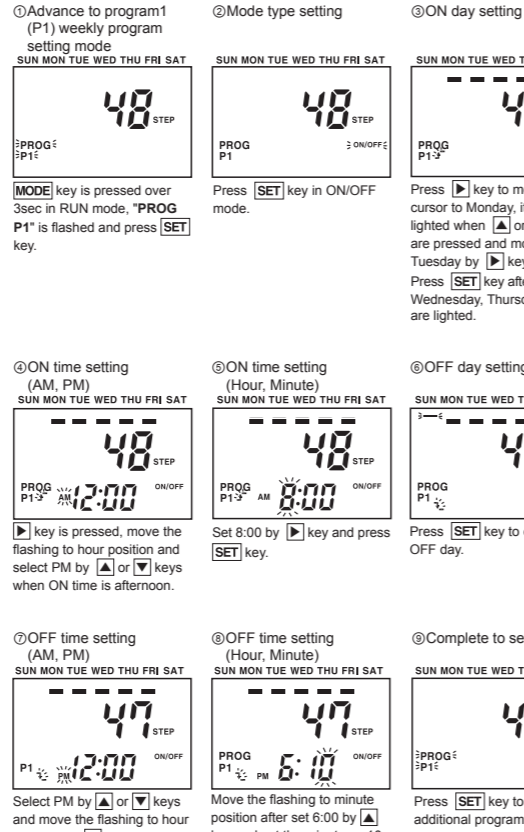 ①Advance to program1
(P1) weekly program
setting mode
SUN MON TUE WED THU FRI SAT
48 STEP
PROG
P1
MODE key is pressed over
3sec in RUN mode, "PROG
P1" is flashed and press SET
key.
②Mode type setting
SUN MON TUE WED THU FRI SAT
48 STEP
PROG
P1 ON/OFF
Press SET key in ON/OFF
mode.
③ON day setting
SUN MON TUE WED
PROG
P1
Press ▶ key to
cursor to Monday,
lighted when ▲
are pressed and
Tuesday by ▶
Press SET key
Wednesday,
are lighted.
④ON time setting
(AM, PM)
SUN MON TUE WED THU FRI SAT
48 STEP
PROG
P1 AM 12:00 ON/OFF
▶ key is pressed, move the
flashing to hour position and
select PM by ▲ or ▼ keys
when ON time is afternoon.
⑤ON time setting
(Hour, Minute)
SUN MON TUE WED THU FRI SAT
48 STEP
PROG
P1 AM 8:00 ON/OFF
Set 8:00 by ▶ key and press
SET key.
⑥OFF day setting
SUN MON TUE WED
PROG
P1
Press SET key to
OFF day.
⑦OFF time setting
(AM, PM)
SUN MON TUE WED THU FRI SAT
47 STEP
P1 PM 12:00 ON/OFF
Select PM by ▲ or ▼ keys
and move the flashing to hour
⑧OFF time setting
(Hour, Minute)
SUN MON TUE WED THU FRI SAT
47 STEP
PROG
P1 PM 6:10 ON/OFF
Move the flashing to minute
position after set 6:00 by ▲
⑨Complete to
SUN MON TUE WED
PROG
P1
Press SET key to
additional program